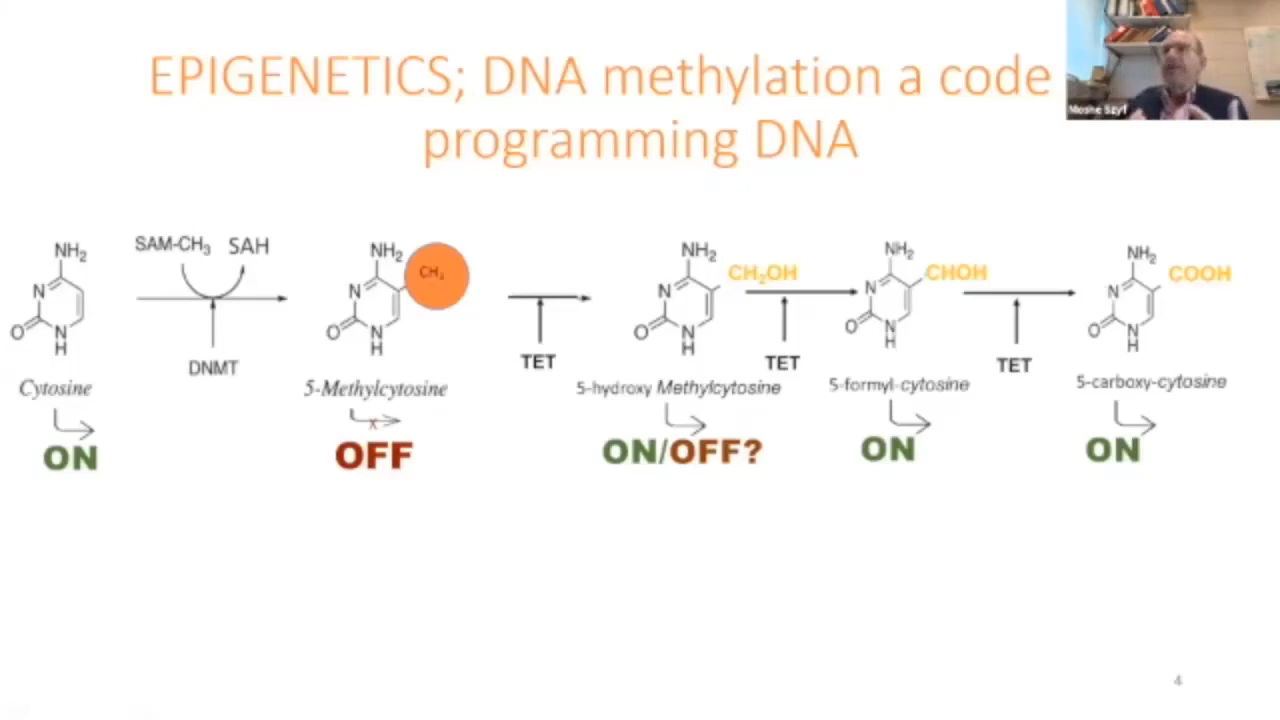 EPIGENETICS; DNA methylation a code
programming DNA
Moshe Szyf
SAM-CH3 SAH
NH2
N
O
N
H
DNMT
Cytosine
ON
NH2
CH3
N
O
N
H
5-Methylcytosine
x
OFF
TET
NH2
CH2OH
N
O
N
H
5-hydroxy Methylcytosine
ON/OFF?
TET
NH2
CHOH
N
O
N
H
5-formyl-cytosine
ON
TET
NH2
COOH
N
O
N
H
5-carboxy-cytosine
ON
4